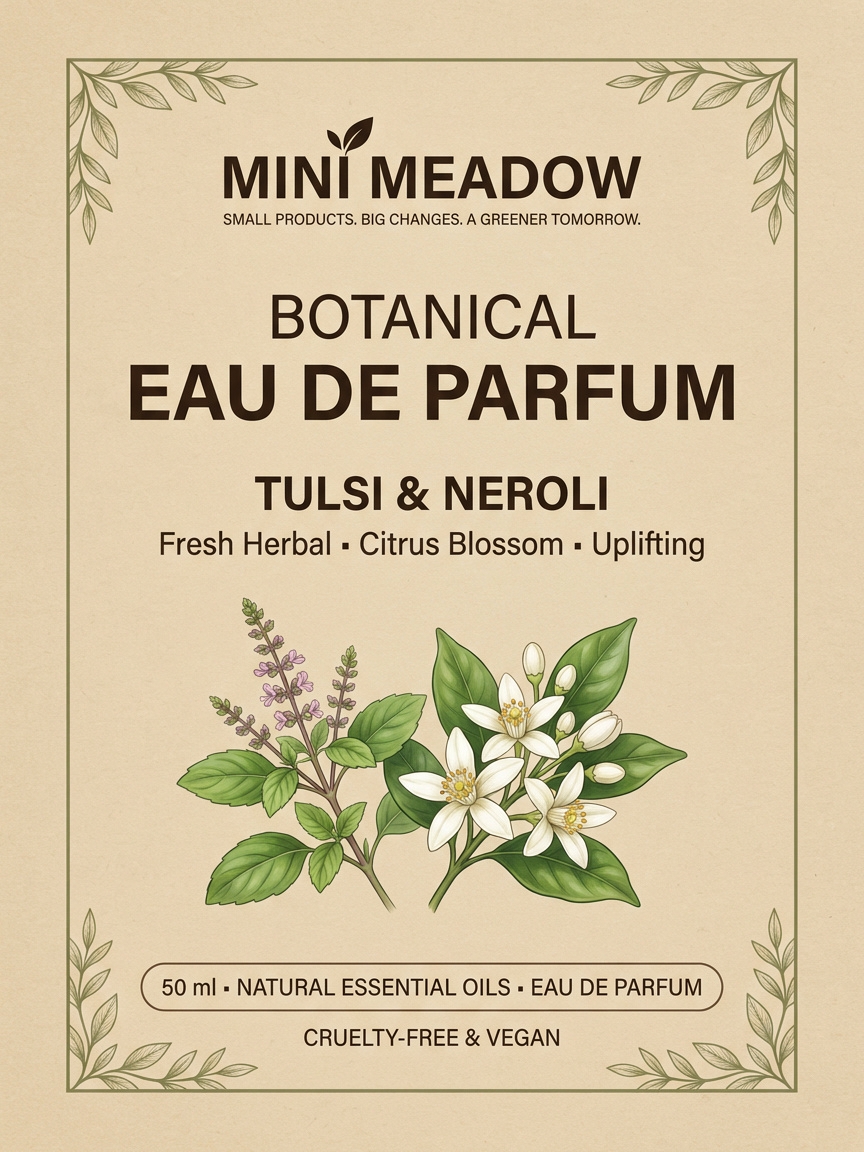 MINI MEADOW
SMALL PRODUCTS. BIG CHANGES. A GREENER TOMORROW.
BOTANICAL
EAU DE PARFUM
TULSI & NEROLI
Fresh Herbal ▪ Citrus Blossom ▪ Uplifting
50 ml ▪ NATURAL ESSENTIAL OILS ▪ EAU DE PARFUM
CRUELTY-FREE & VEGAN